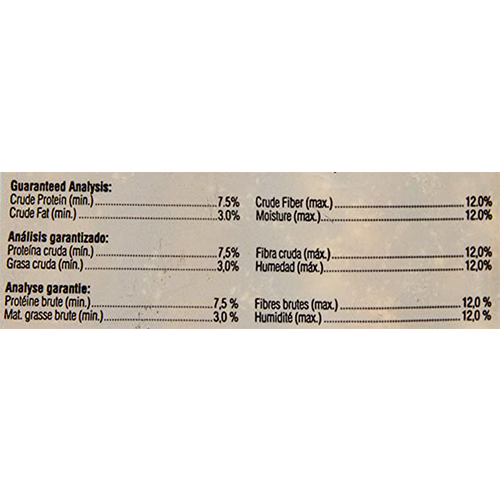 Guaranteed Analysis:
Crude Protein (min.)..........................7.5% Crude Fiber (max.)..........................12.0%
Crude Fat (min.)..........................3.0% Moisture (max.)..........................12.0%
Análisis garantizado:
Proteína cruda (mín.)..........................7,5% Fibra cruda (máx.)..........................12,0%
Grasa cruda (mín.)..........................3,0% Humedad (máx.)..........................12,0%
Analyse garantie:
Protéine brute (min.)..........................7,5 % Fibres brutes (max.)..........................12,0 %
Mat. grasse brute (min.)..........................3,0 % Humidité (max.)..........................12,0 %